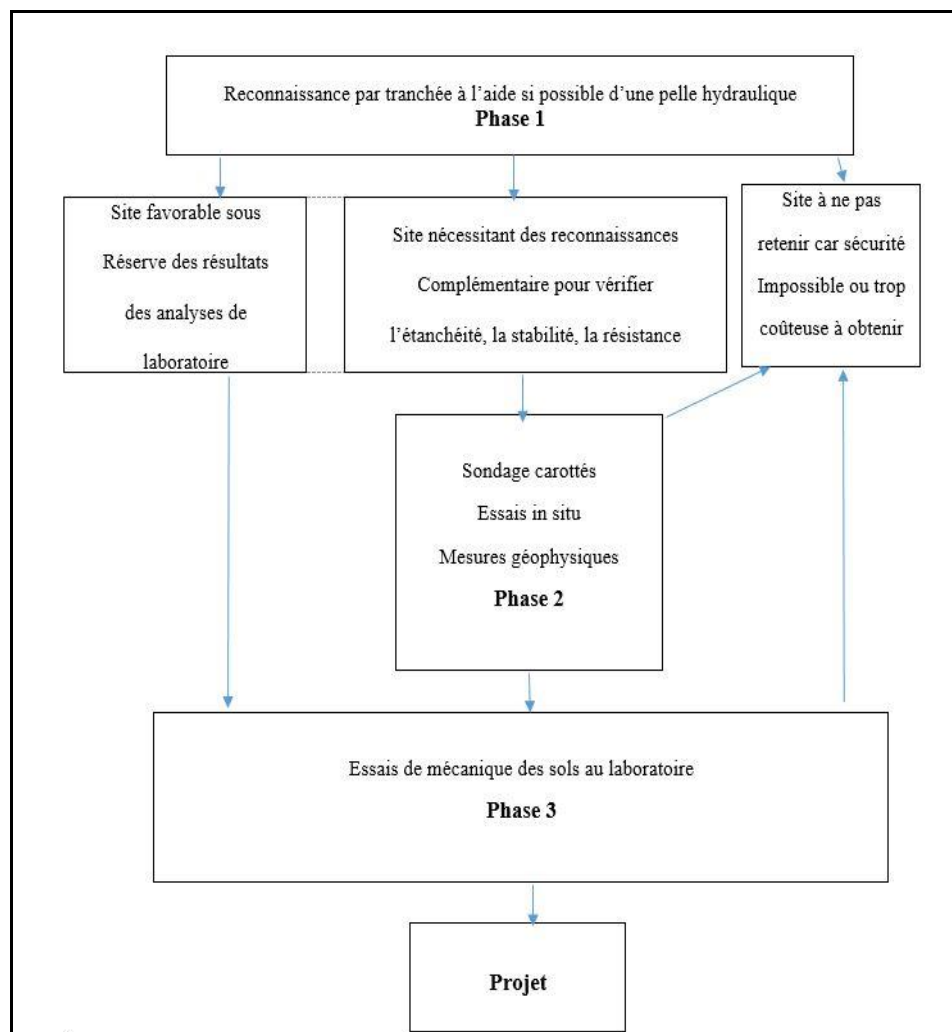 Reconnaissance par tranchée à l'aide si possible d'une pelle hydraulique
Phase 1
Site favorable sous
Réserve des résultats
des analyses de
laboratoire
Site nécessitant des reconnaissances
Complémentaire pour vérifier
l'étanchéité, la stabilité, la résistance
Site à ne pas
retenir car sécurité
Impossible ou trop
coûteuse à obtenir
Sondage carottés
Essais in situ
Mesures géophysiques
Phase 2
Essais de mécanique des sols au laboratoire
Phase 3
Projet